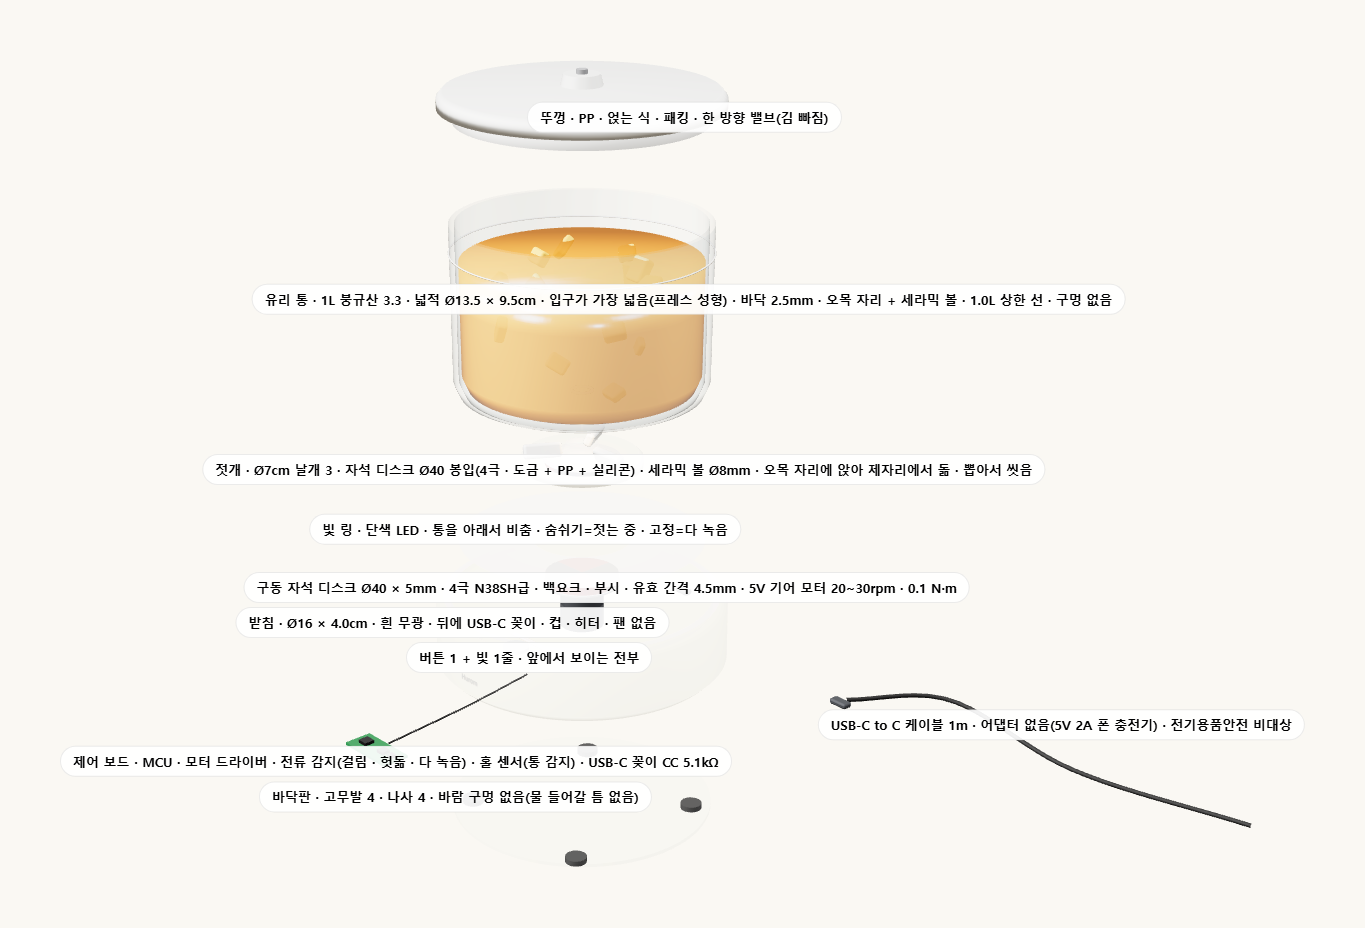 뚜껑 · PP · 얹는 식 · 패킹 · 한 방향 밸브(김 빠짐)
유리 통 · 1L 붕규산 3.3 · 넓적 Ø13.5 × 9.5cm · 입구가 가장 넓음(프레스 성형) · 바닥 2.5mm · 오목 자리 + 세라믹 볼 · 1.0L 상한 선 · 구멍 없음
젓개 · Ø7cm 날개 3 · 자석 디스크 Ø40 봉입(4극 · 도금 + PP + 실리콘) · 세라믹 볼 Ø8mm · 오목 자리에 앉아 제자리에서 돎 · 뽑아서 씻음
빛 링 · 단색 LED · 통을 아래서 비춤 · 숨쉬기=젓는 중 · 고정=다 녹음
구동 자석 디스크 Ø40 × 5mm · 4극 N38SH급 · 백요크 · 부시 · 유효 간격 4.5mm · 5V 기어 모터 20~30rpm · 0.1 N·m
받침 · Ø16 × 4.0cm · 흰 무광 · 뒤에 USB-C 꽂이 · 컵 · 히터 · 팬 없음
버튼 1 + 빛 1줄 · 앞에서 보이는 전부
USB-C to C 케이블 1m · 어댑터 없음(5V 2A 폰 충전기) · 전기용품안전 비대상
제어 보드 · MCU · 모터 드라이버 · 전류 감지(걸림 · 헛돎 · 다 녹음) · 홀 센서(통 감지) · USB-C 꽂이 CC 5.1kΩ
바닥판 · 고무발 4 · 나사 4 · 바람 구멍 없음(물 들어갈 틈 없음)